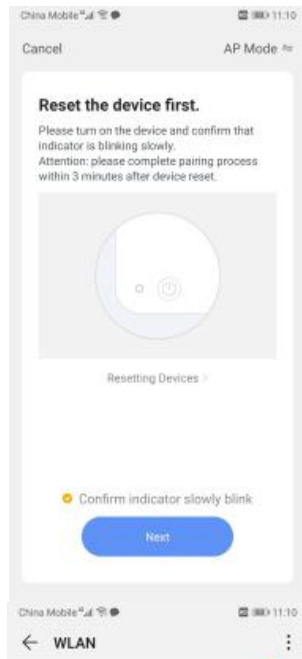 China Mobile 11:10
Cancel AP Mode
Reset the device first.
Please turn on the device and confirm that
indicator is blinking slowly.
Attention: please complete pairing process
within 3 minutes after device reset.
Resetting Devices >
Confirm indicator slowly blink
Next
China Mobile 11:10
WLAN